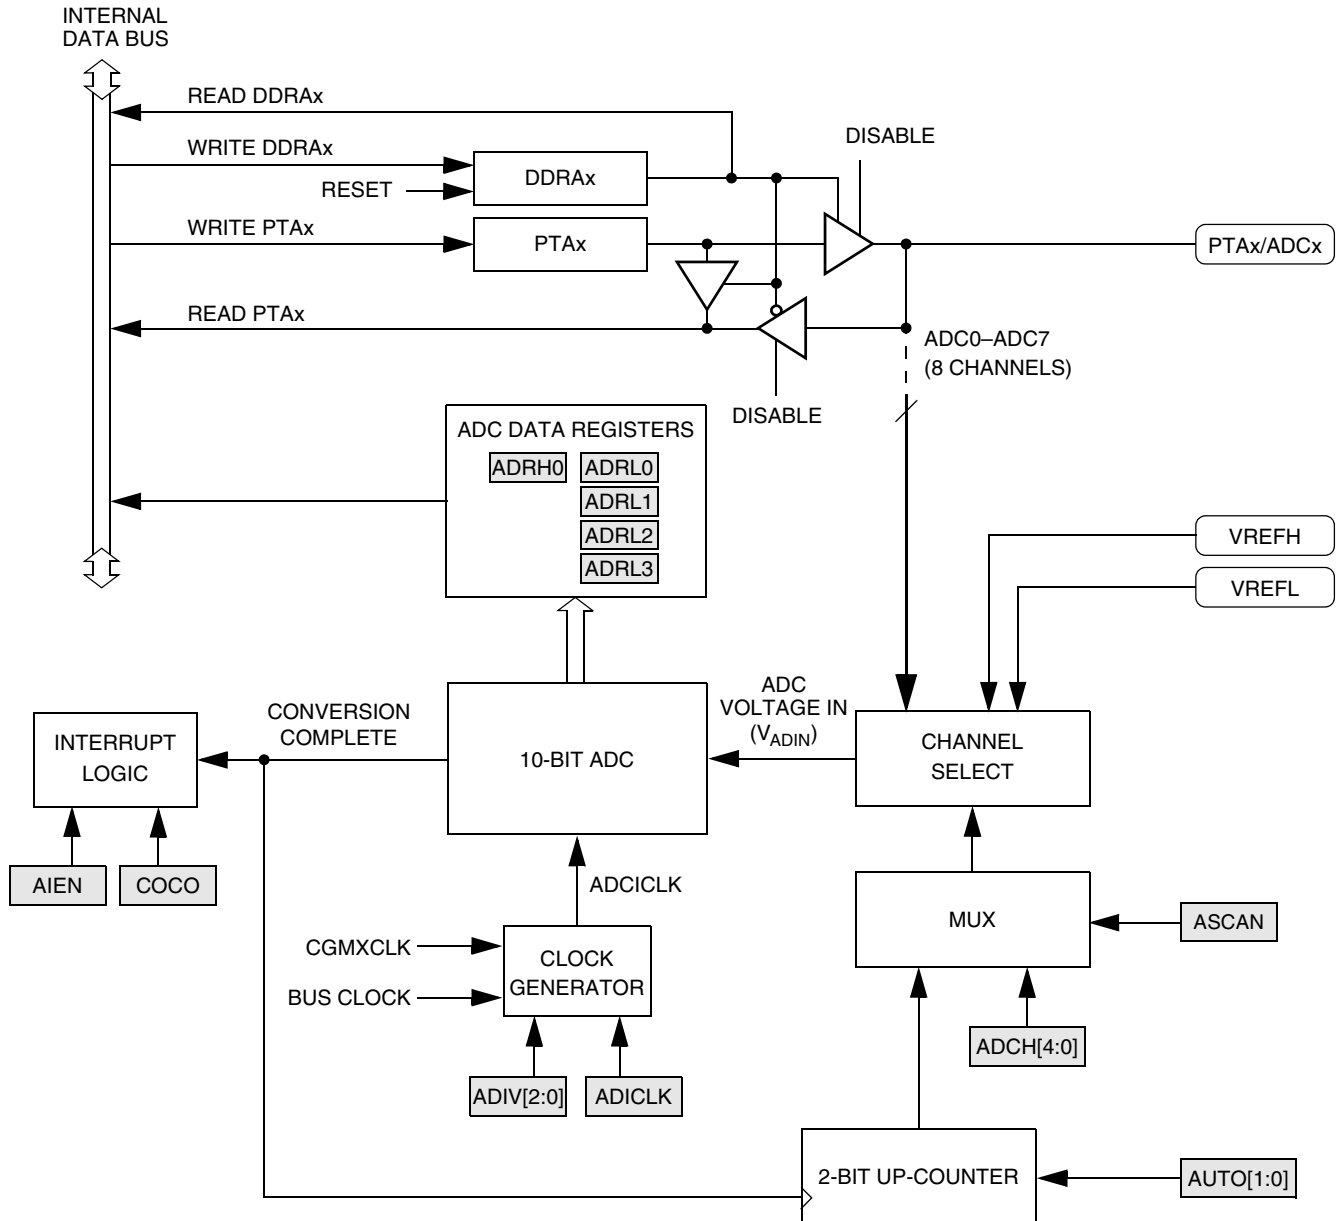 INTERNAL
DATA BUS
READ DDRAx
WRITE DDRAx
RESET
DDRAx
DISABLE
WRITE PTAx
PTAx
PTAx/ADCx
READ PTAx
ADC0–ADC7
(8 CHANNELS)
DISABLE
ADC DATA REGISTERS
ADRH0 ADRL0
ADRL1
ADRL2
ADRL3
VREFH
VREFL
INTERRUPT
LOGIC
CONVERSION
COMPLETE
10-BIT ADC
ADC
VOLTAGE IN
(VADIN)
CHANNEL
SELECT
AIEN
COCO
ADCICLK
MUX
ASCAN
CGMXCLK
BUS CLOCK
CLOCK
GENERATOR
ADCH[4:0]
ADIV[2:0]
ADICLK
2-BIT UP-COUNTER
AUTO[1:0]